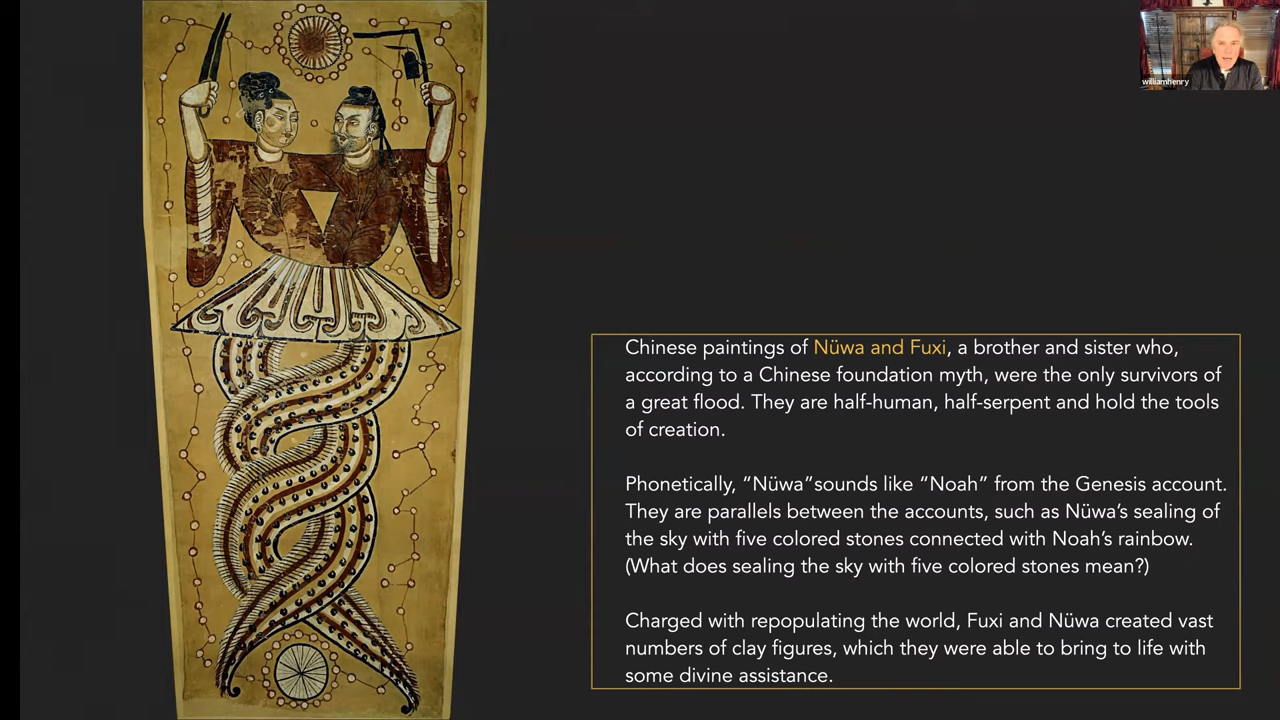 williamhenry
Chinese paintings of Nüwa and Fuxi, a brother and sister who,
according to a Chinese foundation myth, were the only survivors of
a great flood. They are half-human, half-serpent and hold the tools
of creation.
Phonetically, “Nüwa”sounds like “Noah” from the Genesis account.
They are parallels between the accounts, such as Nüwa’s sealing of
the sky with five colored stones connected with Noah’s rainbow.
(What does sealing the sky with five colored stones mean?)
Charged with repopulating the world, Fuxi and Nüwa created vast
numbers of clay figures, which they were able to bring to life with
some divine assistance.